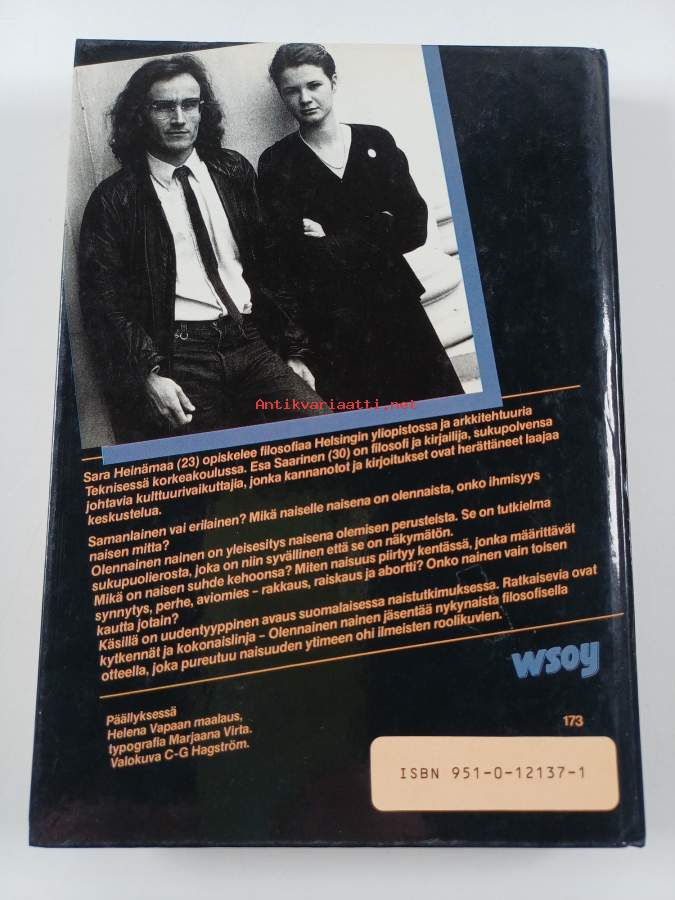 Antikvariaatti.net
Sara Heinämaa (23) opiskelee filosofiaa Helsingin yliopistossa ja arkkitehtuuria
Teknisessä korkeakoulussa. Esa Saarinen (30) on filosofi ja kirjailija, sukupolvensa
johtavia kulttuurivaikuttajia, jonka kannanotot ja kirjoitukset ovat herättäneet laajaa
keskustelua.
Samanlainen vai erilainen? Mikä naiselle naisena on olennaista, onko ihmisyys
naisen mitta?
Olennainen nainen on yleisesitys naisena olemisen perusteista. Se on tutkielma
sukupuolierosta, joka on niin syvällinen että se on näkymätön.
Mikä on naisen suhde kehoonsa? Miten naisuus piirtyy kentässä, jonka määrittävät
synnytys, perhe, aviomies – rakkaus, raiskaus ja abortti? Onko nainen vain toisen
kautta jotain?
Käsillä on uudentyyppinen avaus suomalaisessa naistutkimuksessa. Ratkaisevia ovat
kytkennät ja kokonaislinja – Olennainen nainen jäsentää nykynaista filosofisella
otteella, joka pureutuu naisuuden ytimeen ohi ilmeisten roolikuvien.
wsoy
Päällyksessä
Helena Vapaan maalaus,
typografia Marjaana Virta.
Valokuva C-G Hagström.
173
ISBN 951-0-12137-1